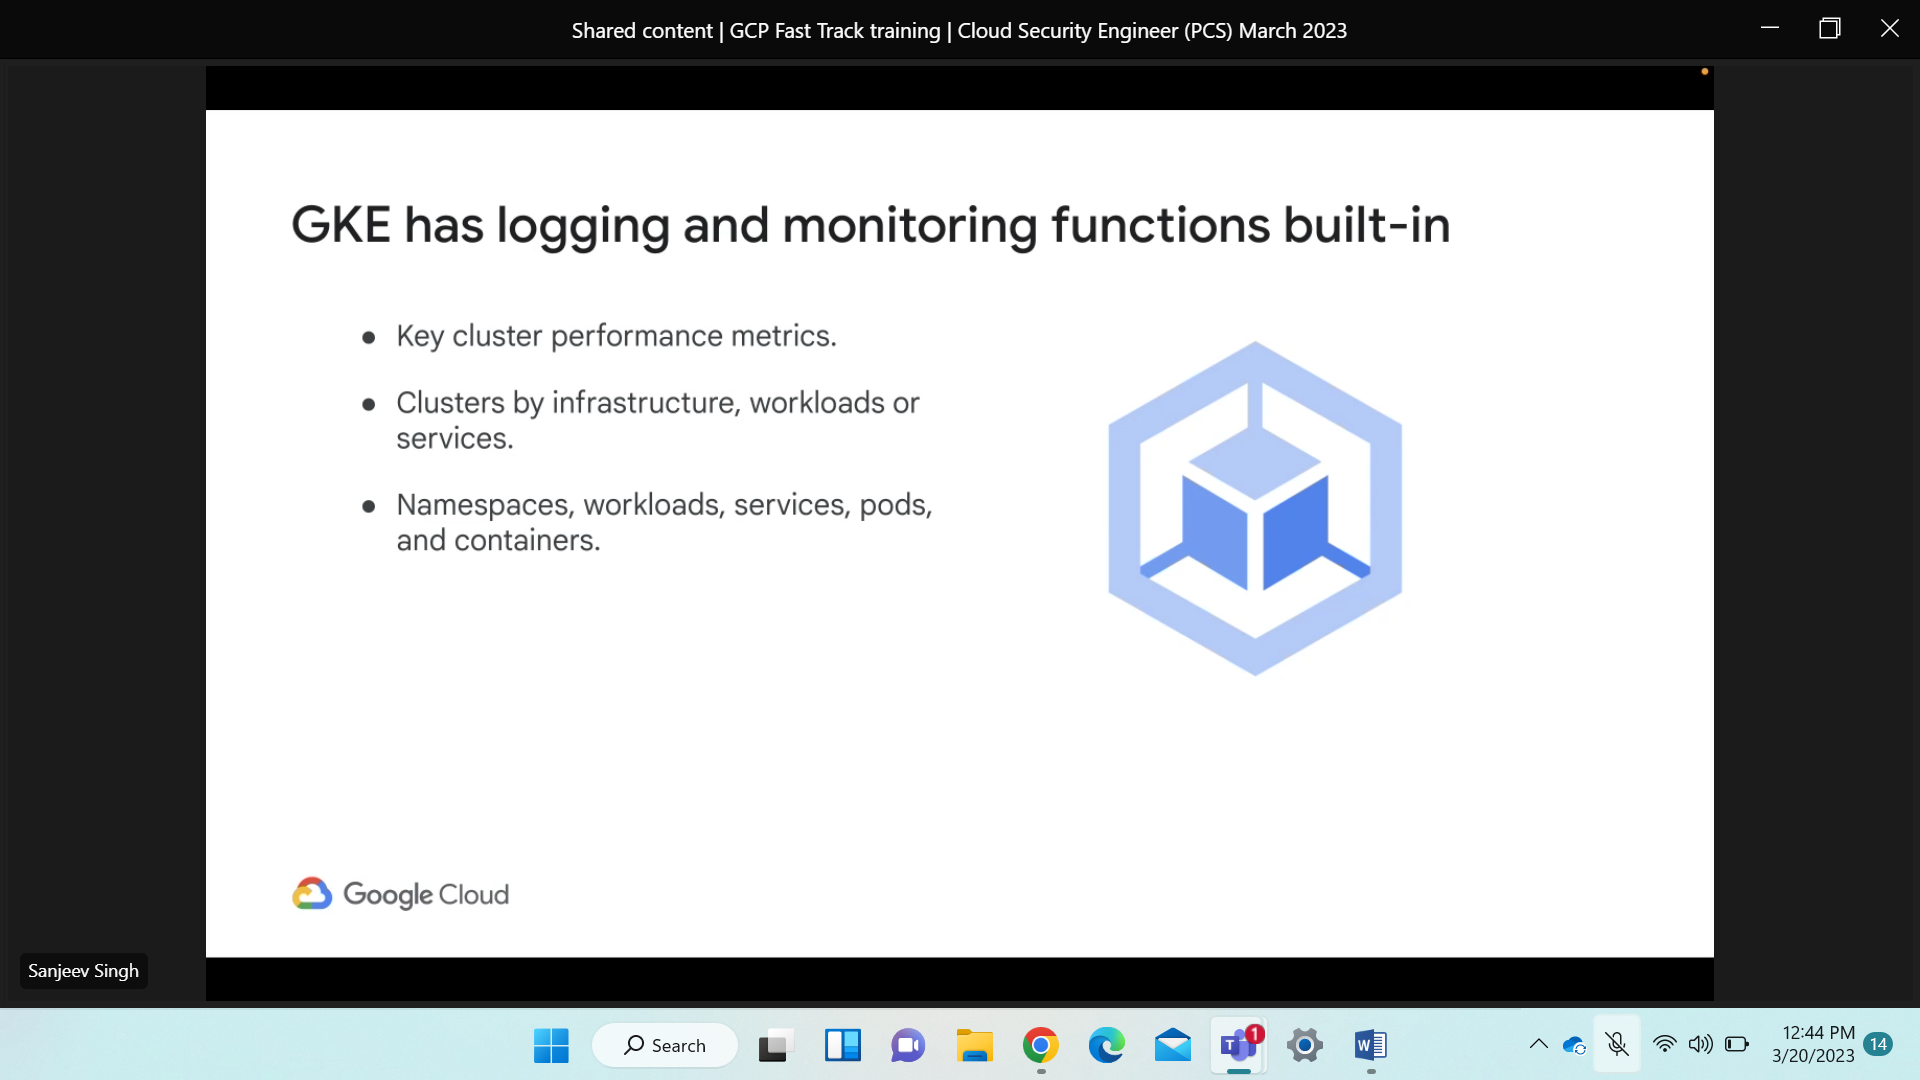 Shared content | GCP Fast Track training | Cloud Security Engineer (PCS) March 2023
GKE has logging and monitoring functions built-in
● Key cluster performance metrics.
● Clusters by infrastructure, workloads or
services.
● Namespaces, workloads, services, pods,
and containers.
Google Cloud
Sanjeev Singh
Search
T
1
W
12:44 PM
3/20/2023
14